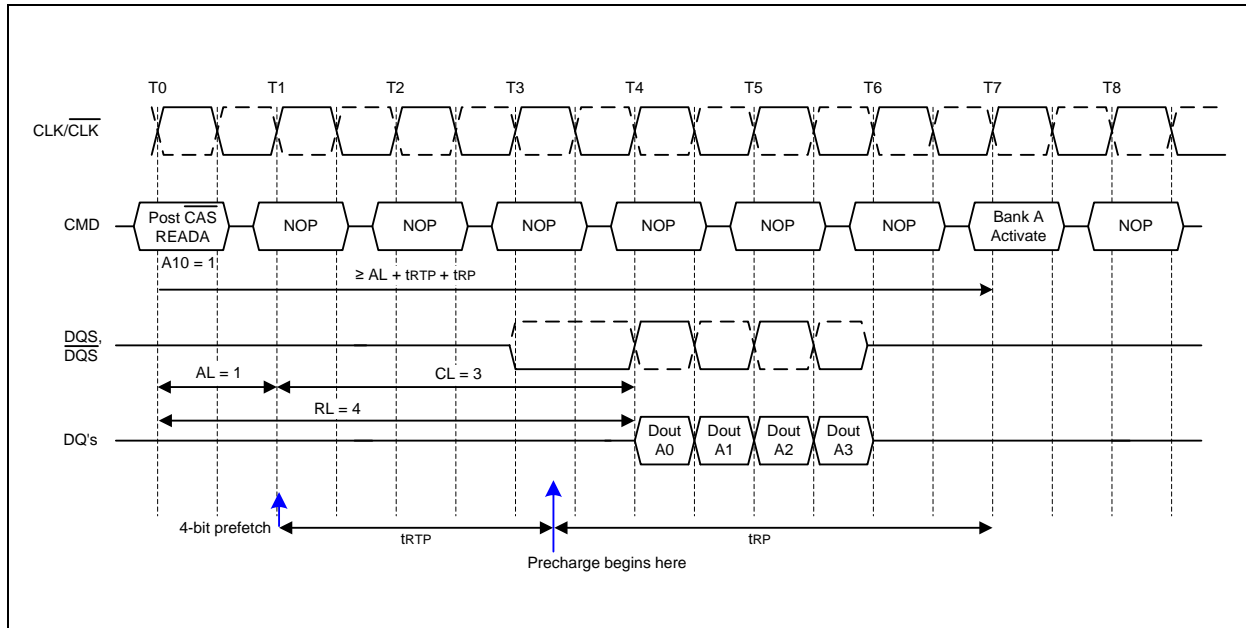 T0 T1 T2 T3 T4 T5 T6 T7 T8
CLK/CLK
CMD
Post CAS
READA
NOP NOP NOP NOP NOP NOP
Bank A
Activate
NOP
A10 = 1
≥ AL + tRTP + tRP
DQS,
DQS
AL = 1
CL = 3
RL = 4
DQ's
Dout
A0
Dout
A1
Dout
A2
Dout
A3
4-bit prefetch
tRTP
tRP
Precharge begins here